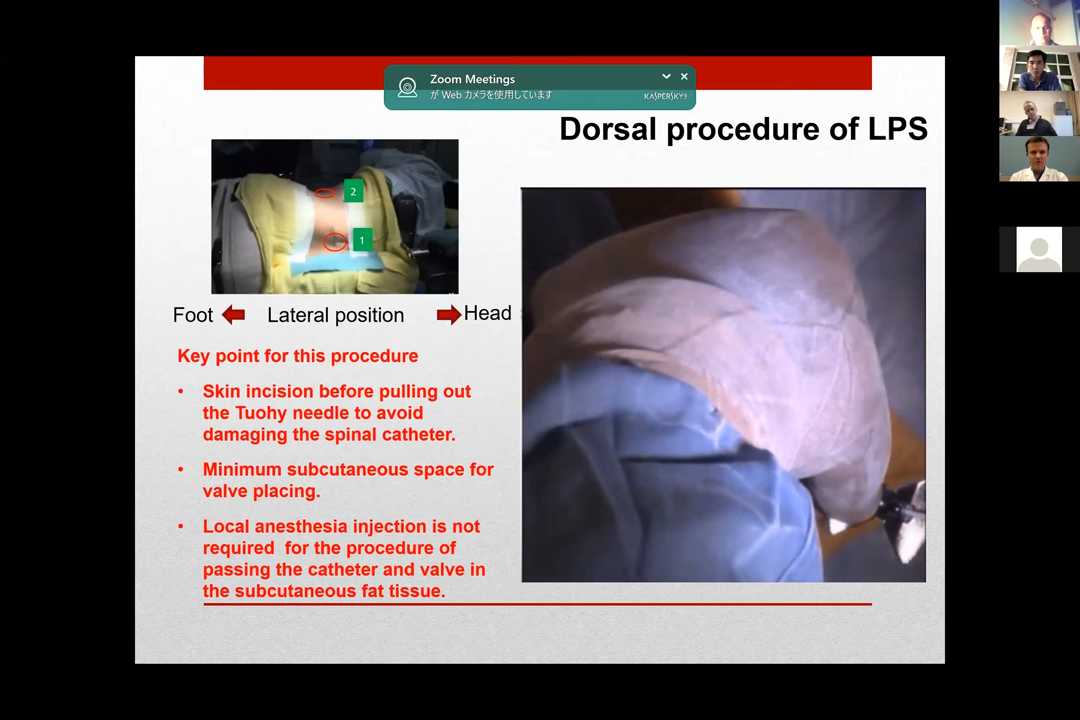 Zoom Meetings
が Web カメラを使用しています
KASPERSKY
Dorsal procedure of LPS
2
1
Foot Lateral position Head
Key point for this procedure
• Skin incision before pulling out
the Tuohy needle to avoid
damaging the spinal catheter.
• Minimum subcutaneous space for
valve placing.
• Local anesthesia injection is not
required for the procedure of
passing the catheter and valve in
the subcutaneous fat tissue.